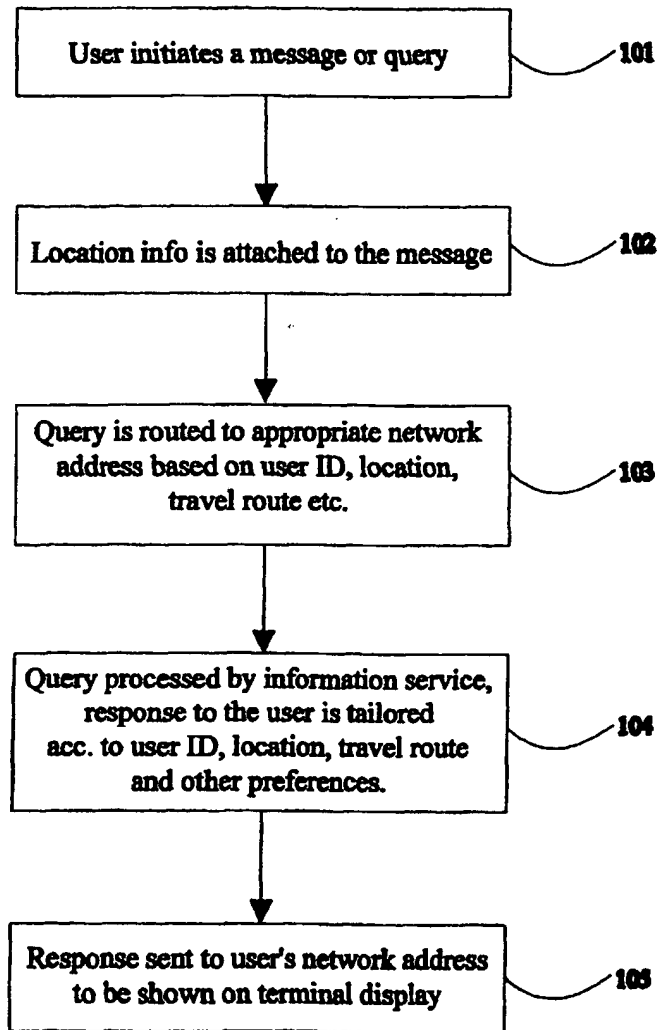 User initiates a message or query
101
Location info is attached to the message
102
Query is routed to appropriate network
address based on user ID, location,
travel route etc.
103
Query processed by information service,
response to the user is tailored
acc. to user ID, location, travel route
and other preferences.
104
Response sent to user's network address
to be shown on terminal display
105